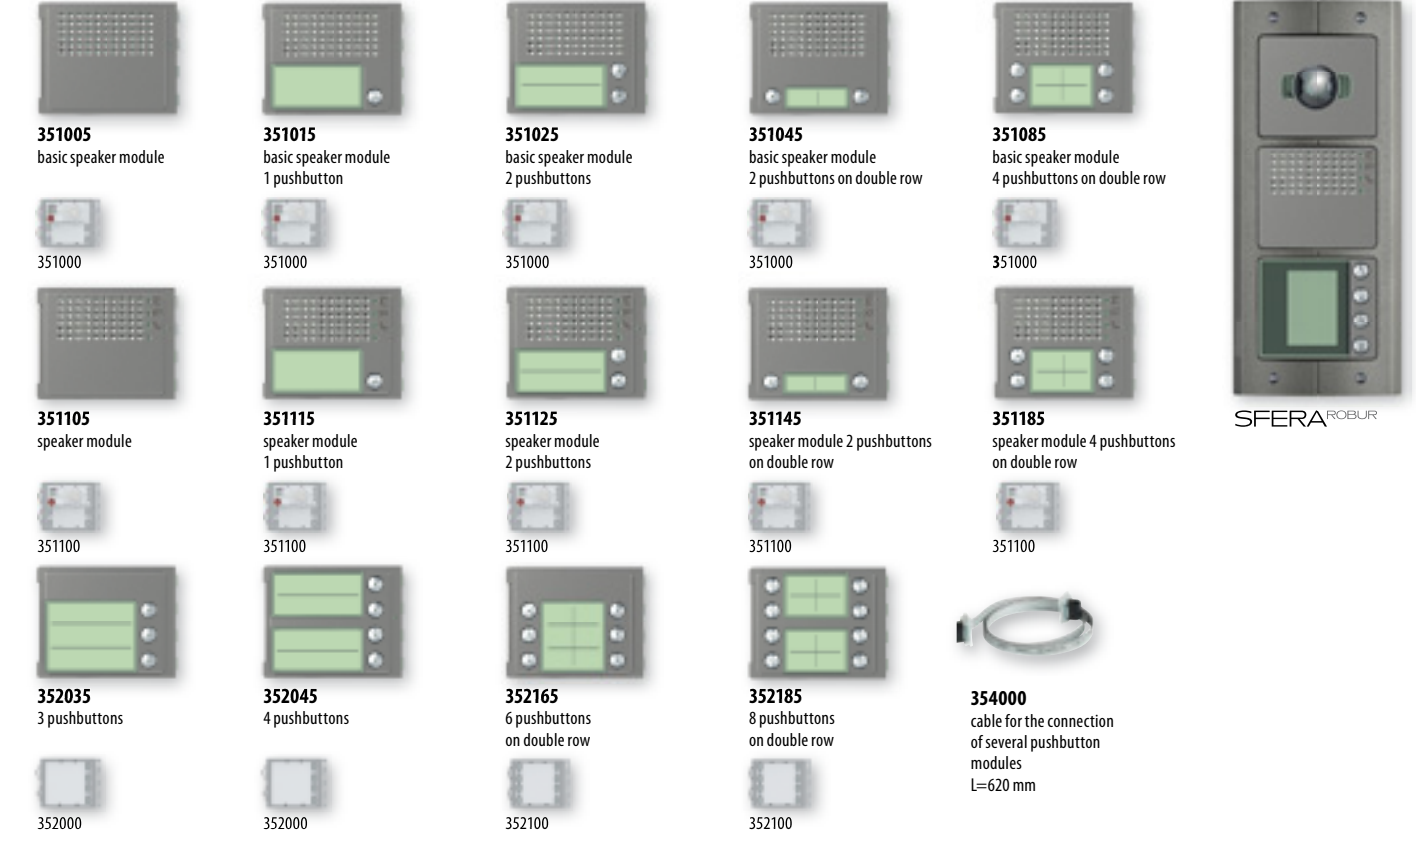 351005
basic speaker module
351000
351015
basic speaker module
1 pushbutton
351000
351025
basic speaker module
2 pushbuttons
351000
351045
basic speaker module
2 pushbuttons on double row
351000
351085
basic speaker module
4 pushbuttons on double row
351000
SFERA ROBUR
351105
speaker module
351100
351115
speaker module
1 pushbutton
351100
351125
speaker module
2 pushbuttons
351100
351145
speaker module 2 pushbuttons
on double row
351100
351185
speaker module 4 pushbuttons
on double row
351100
352035
3 pushbuttons
352000
352045
4 pushbuttons
352000
352165
6 pushbuttons
on double row
352100
352185
8 pushbuttons
on double row
352100
354000
cable for the connection
of several pushbutton
modules
L=620 mm